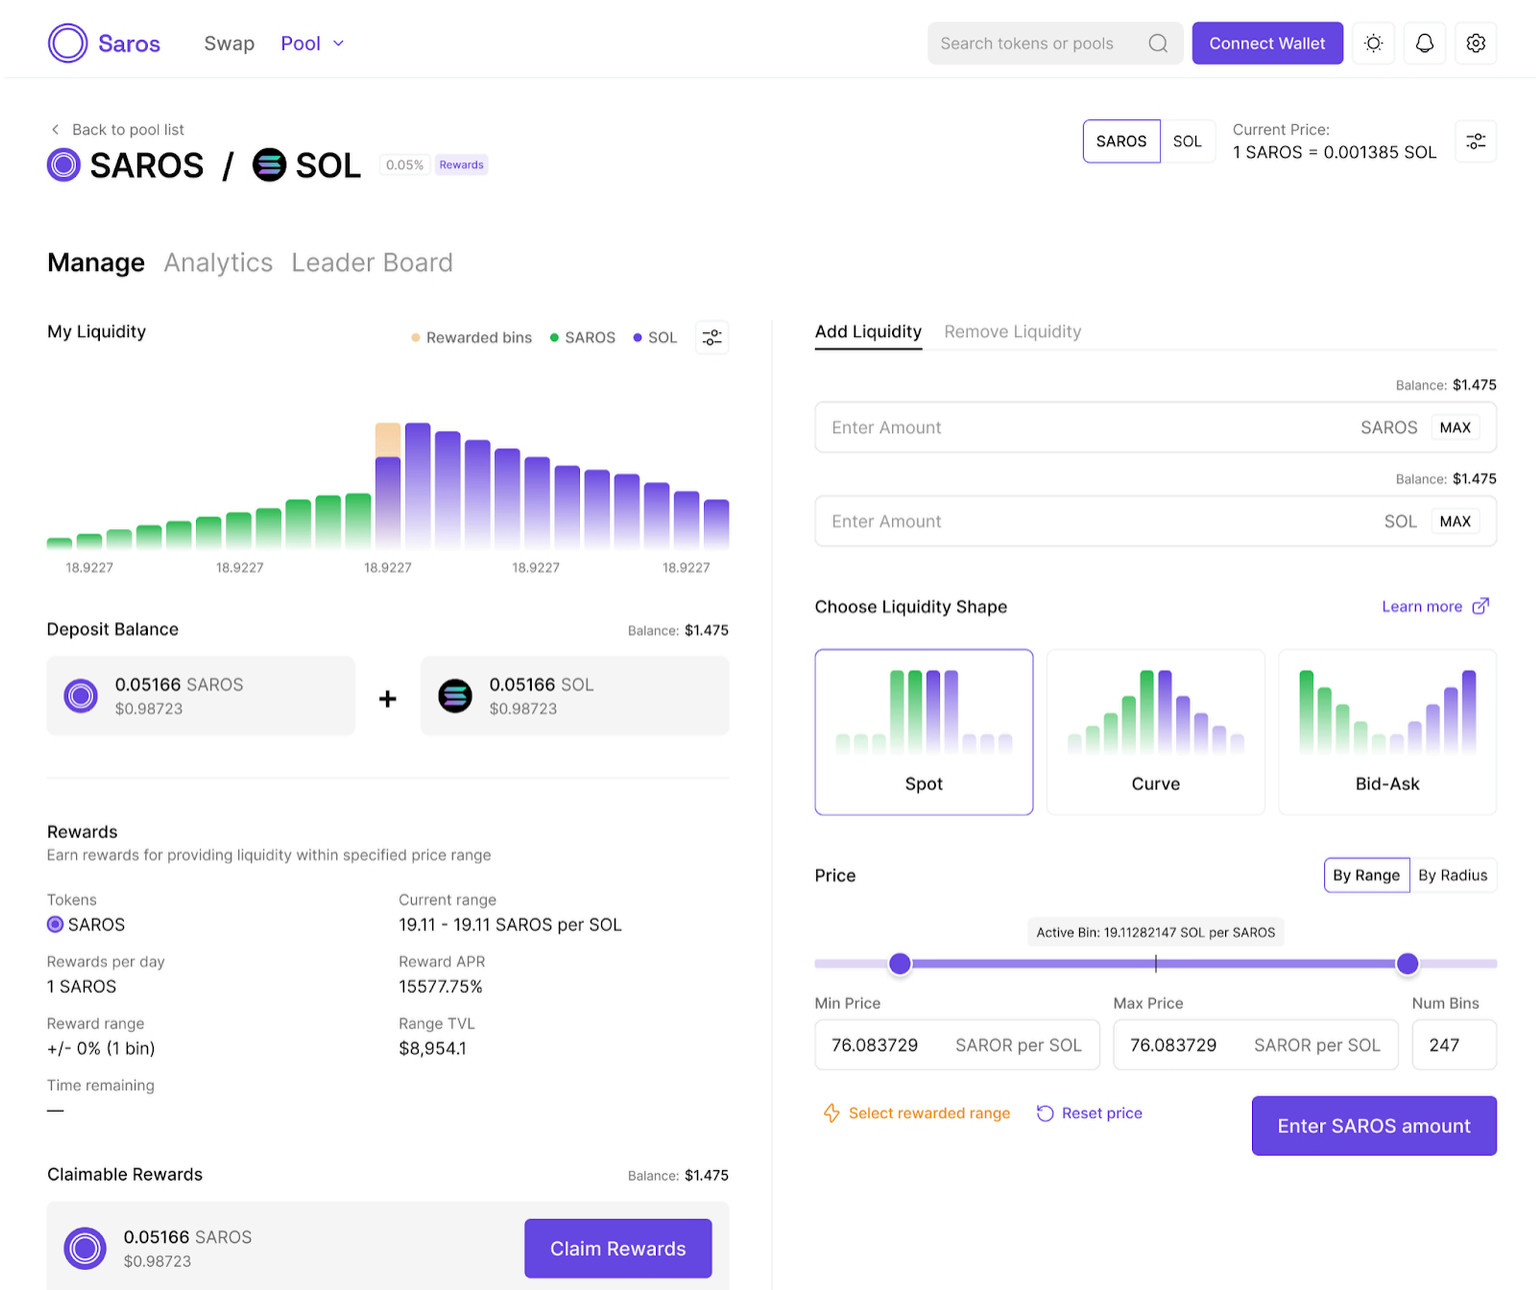 Saros
Swap
Pool
Search tokens or pools
Connect Wallet
Back to pool list
SAROS / SOL
0.05%
Rewards
SAROS
SOL
Current Price:
1 SAROS = 0.001385 SOL
Manage
Analytics
Leader Board
My Liquidity
Rewarded bins
SAROS
SOL
18.9227
18.9227
18.9227
18.9227
18.9227
Deposit Balance
Balance: $1.475
0.05166 SAROS
$0.98723
+
0.05166 SOL
$0.98723
Rewards
Earn rewards for providing liquidity within specified price range
Tokens
SAROS
Current range
19.11 - 19.11 SAROS per SOL
Rewards per day
1 SAROS
Reward APR
15577.75%
Reward range
+/- 0% (1 bin)
Range TVL
$8,954.1
Time remaining
—
Claimable Rewards
Balance: $1.475
0.05166 SAROS
$0.98723
Claim Rewards
Add Liquidity
Remove Liquidity
Balance: $1.475
Enter Amount
SAROS
MAX
Balance: $1.475
Enter Amount
SOL
MAX
Choose Liquidity Shape
Learn more
Spot
Curve
Bid-Ask
Price
By Range
By Radius
Active Bin: 19.11282147 SOL per SAROS
Min Price
76.083729
SAROR per SOL
Max Price
76.083729
SAROR per SOL
Num Bins
247
Select rewarded range
Reset price
Enter SAROS amount